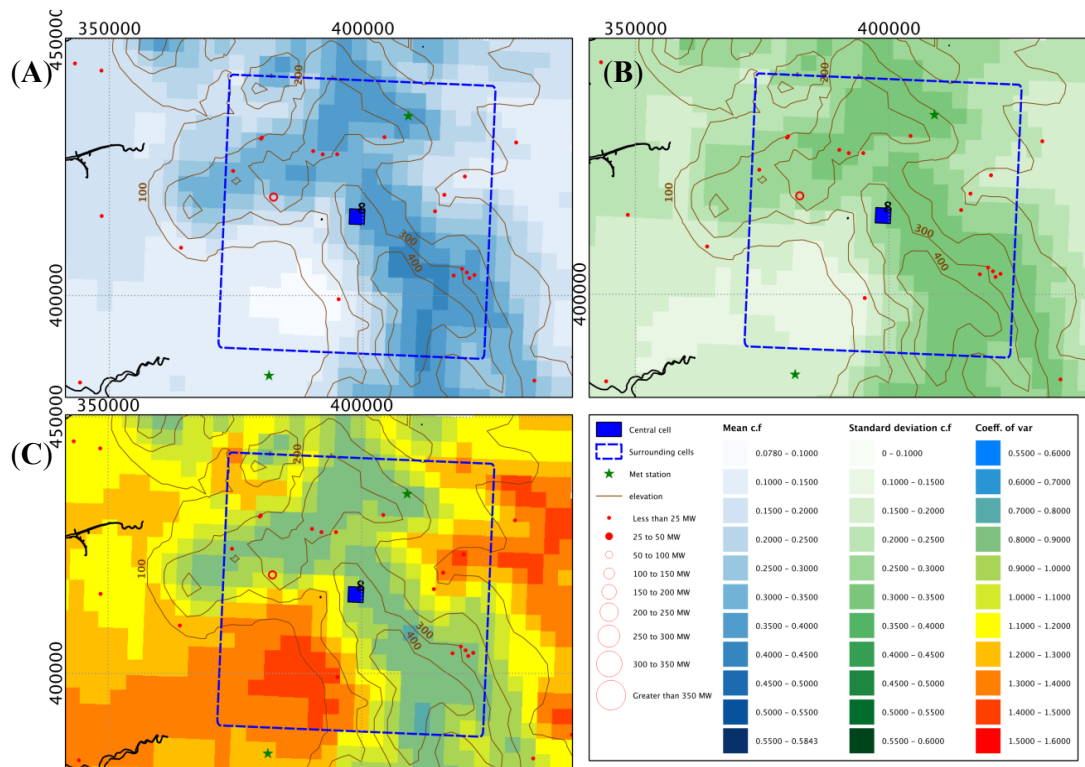 350000
400000
400000
450000
(A)
200
100
300
400
400000
(B)
200
300
400
400000
350000
400000
450000
(C)
200
100
300
400
400000
Central cell
Surrounding cells
Met station
elevation
Less than 25 MW
25 to 50 MW
50 to 100 MW
100 to 150 MW
150 to 200 MW
200 to 250 MW
250 to 300 MW
300 to 350 MW
Greater than 350 MW
Mean c.f
0.0780 – 0.1000
0.1000 – 0.1500
0.1500 – 0.2000
0.2000 – 0.2500
0.2500 – 0.3000
0.3000 – 0.3500
0.3500 – 0.4000
0.4000 – 0.4500
0.4500 – 0.5000
0.5000 – 0.5500
0.5500 – 0.5843
Standard deviation c.f
0 – 0.1000
0.1000 – 0.1500
0.1500 – 0.2000
0.2000 – 0.2500
0.2500 – 0.3000
0.3000 – 0.3500
0.3500 – 0.4000
0.4000 – 0.4500
0.4500 – 0.5000
0.5000 – 0.5500
0.5500 – 0.6000
Coeff. of var
0.5500 – 0.6000
0.6000 – 0.7000
0.7000 – 0.8000
0.8000 – 0.9000
0.9000 – 1.0000
1.0000 – 1.1000
1.1000 – 1.2000
1.2000 – 1.3000
1.3000 – 1.4000
1.4000 – 1.5000
1.5000 – 1.6000